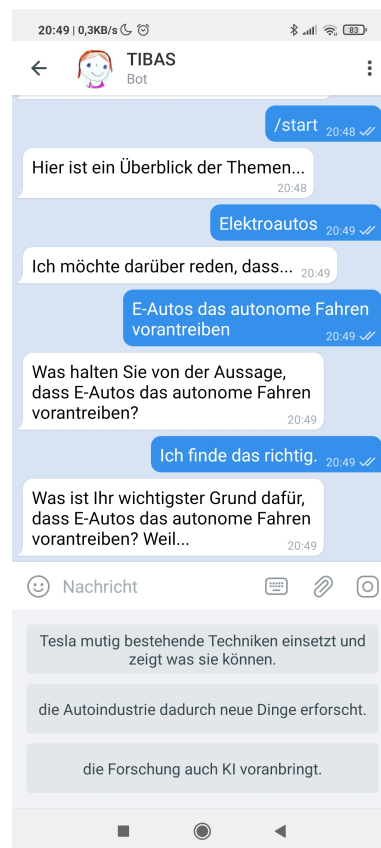 20:49 | 0,3KB/s 83
TIBAS
Bot
/start 20:48
Hier ist ein Überblick der Themen...
20:48
Elektroautos 20:49
Ich möchte darüber reden, dass... 20:49
E-Autos das autonome Fahren
vorantreiben 20:49
Was halten Sie von der Aussage,
dass E-Autos das autonome Fahren
vorantreiben? 20:49
Ich finde das richtig. 20:49
Was ist Ihr wichtigster Grund dafür,
dass E-Autos das autonome Fahren
vorantreiben? Weil... 20:49
Nachricht
Tesla mutig bestehende Techniken einsetzt und
zeigt was sie können.
die Autoindustrie dadurch neue Dinge erforscht.
die Forschung auch KI voranbringt.